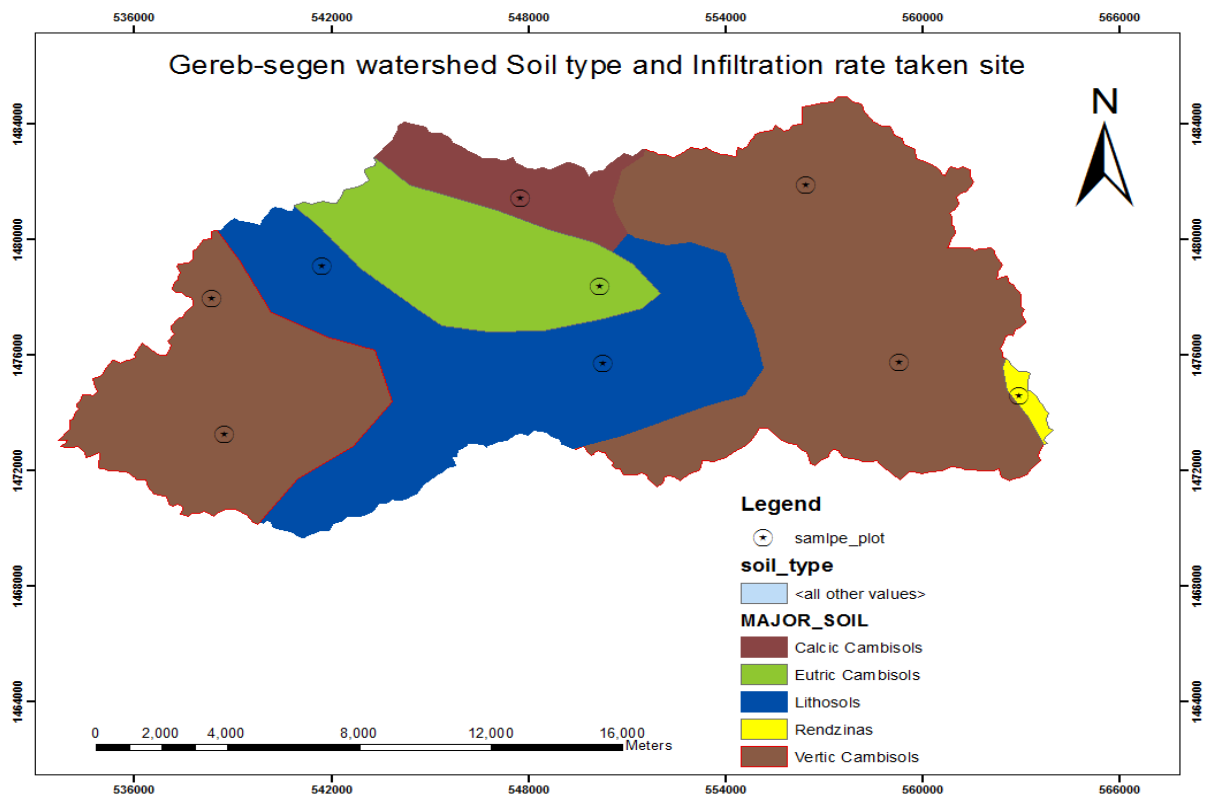 536000 542000 548000 554000 560000 566000
Gereb-segen watershed Soil type and Infiltration rate taken site
N
1484000 1484000
1480000 1480000
1476000 1476000
1472000 1472000
Legend
samlpe_plot
soil_type
1468000 1468000
<all other values>
MAJOR_SOIL
Calcic Cambisols
Eutric Cambisols
Lithosols
1464000 1464000
Rendzinas
0 2,000 4,000 8,000 12,000 16,000
Meters
Vertic Cambisols
536000 542000 548000 554000 560000 566000